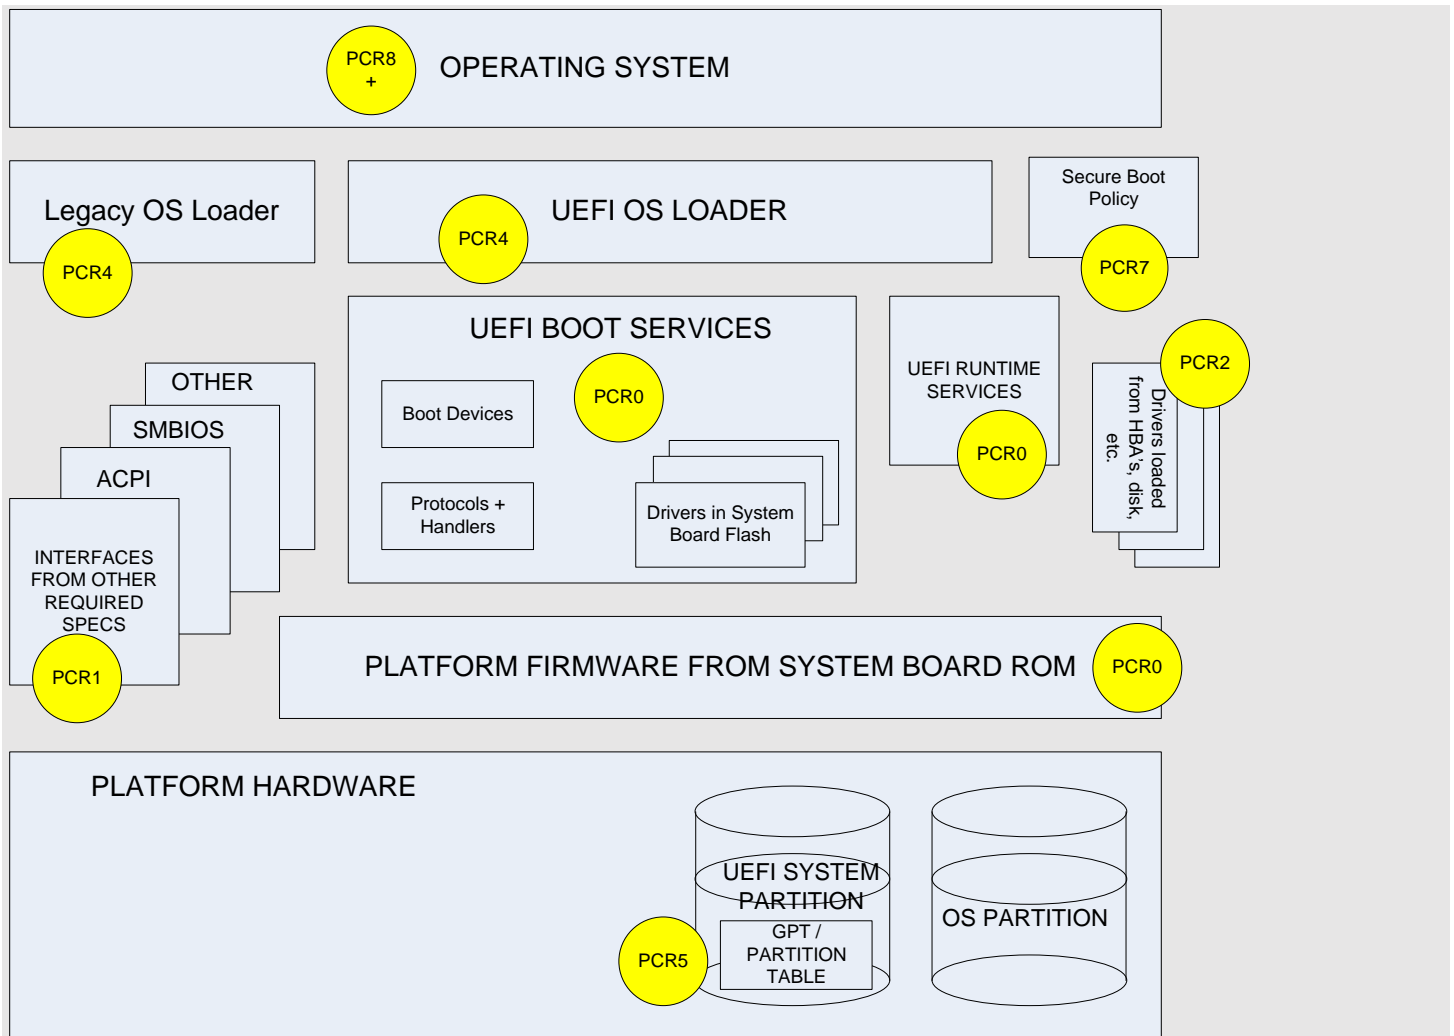 PCR8
+
OPERATING SYSTEM
Legacy OS Loader
PCR4
UEFI OS LOADER
PCR4
Secure Boot
Policy
PCR7
UEFI BOOT SERVICES
PCR0
Boot Devices
Protocols +
Handlers
Drivers in System
Board Flash
UEFI RUNTIME
SERVICES
PCR0
PCR2
Drivers loaded
from HBA's, disk,
etc.
OTHER
SMBIOS
ACPI
INTERFACES
FROM OTHER
REQUIRED
SPECS
PCR1
PLATFORM FIRMWARE FROM SYSTEM BOARD ROM
PCR0
PLATFORM HARDWARE
UEFI SYSTEM
PARTITION
GPT /
PARTITION
TABLE
PCR5
OS PARTITION